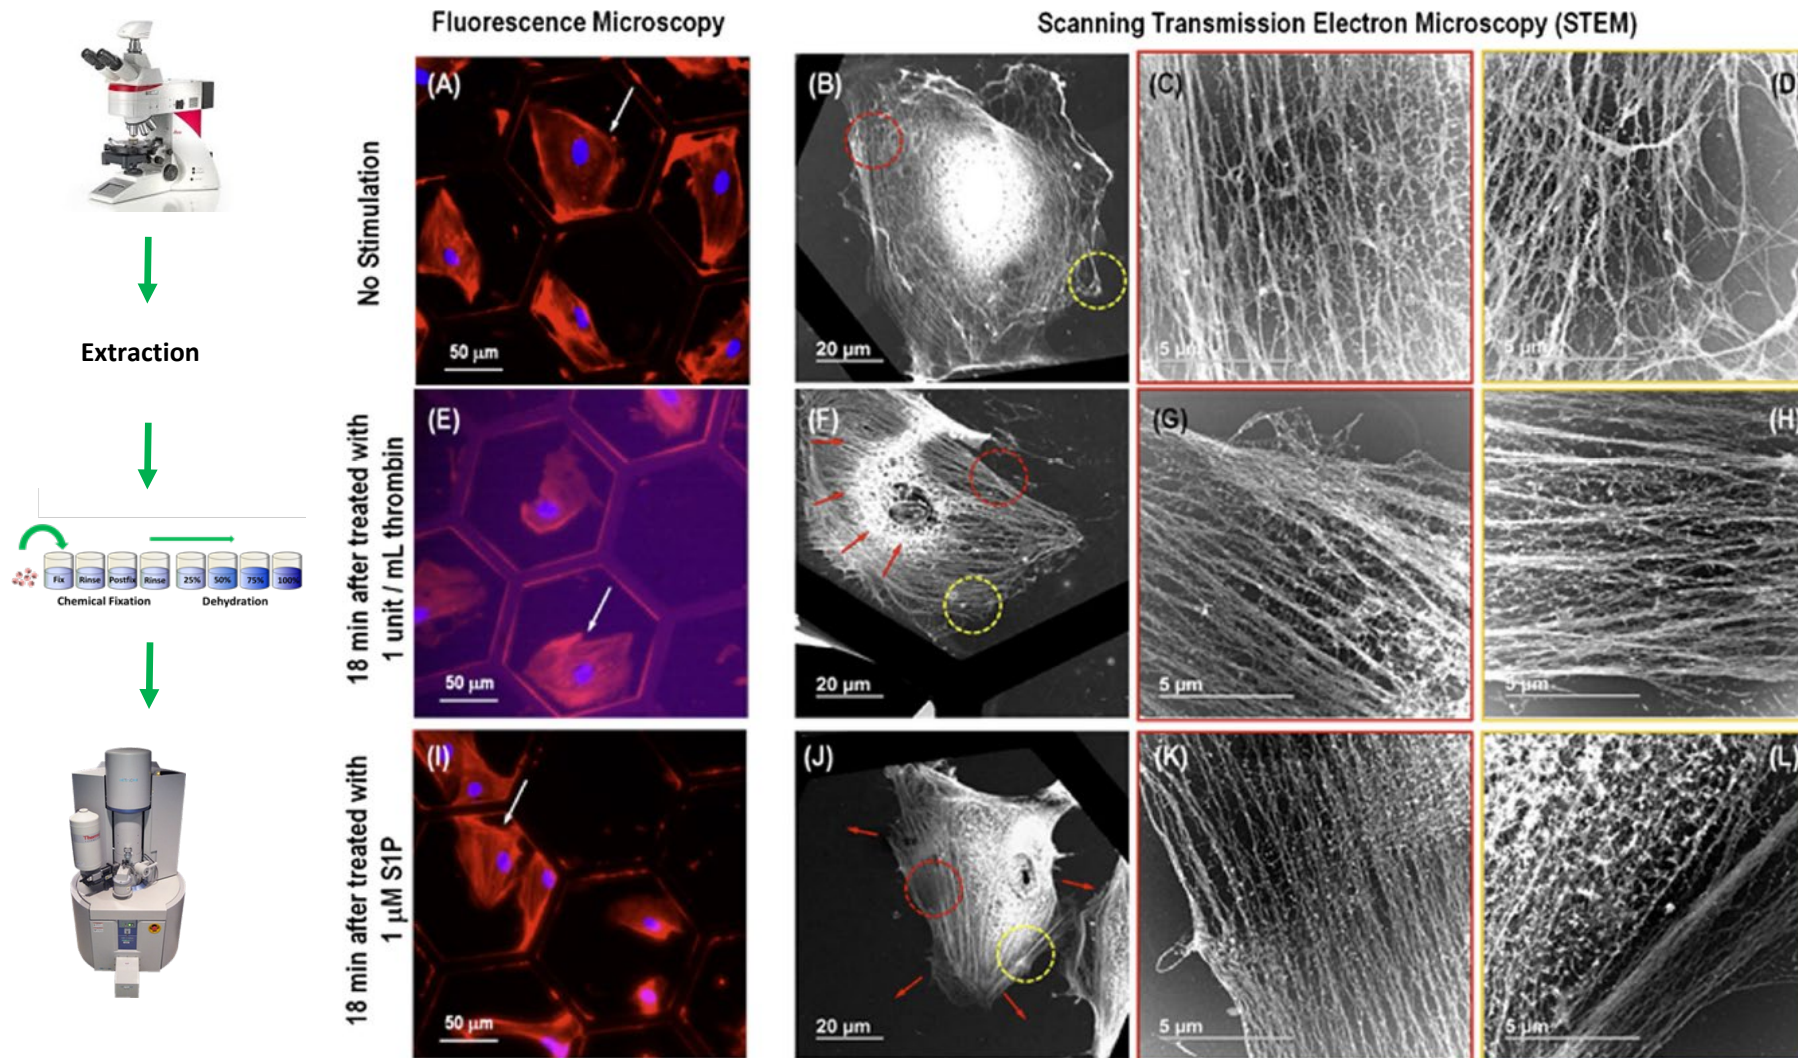 Fluorescence Microscopy
Scanning Transmission Electron Microscopy (STEM)
No Stimulation
(A)
50 μm
(B)
20 μm
(C)
5 μm
(D)
5 μm
Extraction
18 min after treated with
1 unit / mL thrombin
(E)
50 μm
(F)
20 μm
(G)
5 μm
(H)
5 μm
Fix Rinse Postfix Rinse 25% 50% 75% 100%
Chemical Fixation Dehydration
18 min after treated with
1 μM S1P
(I)
50 μm
(J)
20 μm
(K)
5 μm
(L)
5 μm